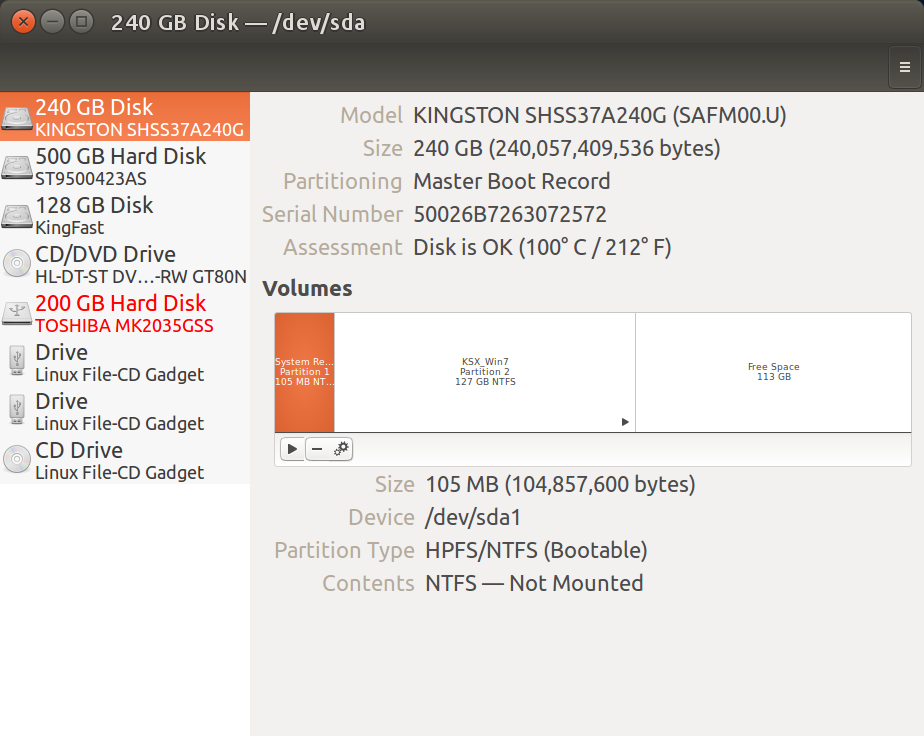 240 GB Disk — /dev/sda
240 GB Disk
KINGSTON SHSS37A240G
500 GB Hard Disk
ST9500423AS
128 GB Disk
KingFast
CD/DVD Drive
HL-DT-ST DV…-RW GT80N
200 GB Hard Disk
TOSHIBA MK2035GSS
Drive
Linux File-CD Gadget
Drive
Linux File-CD Gadget
CD Drive
Linux File-CD Gadget
Model KINGSTON SHSS37A240G (SAFM00.U)
Size 240 GB (240,057,409,536 bytes)
Partitioning Master Boot Record
Serial Number 50026B7263072572
Assessment Disk is OK (100° C / 212° F)
Volumes
System Re…
Partition 1
105 MB NT…
KSX_Win7
Partition 2
127 GB NTFS
Free Space
113 GB
Size 105 MB (104,857,600 bytes)
Device /dev/sda1
Partition Type HPFS/NTFS (Bootable)
Contents NTFS — Not Mounted